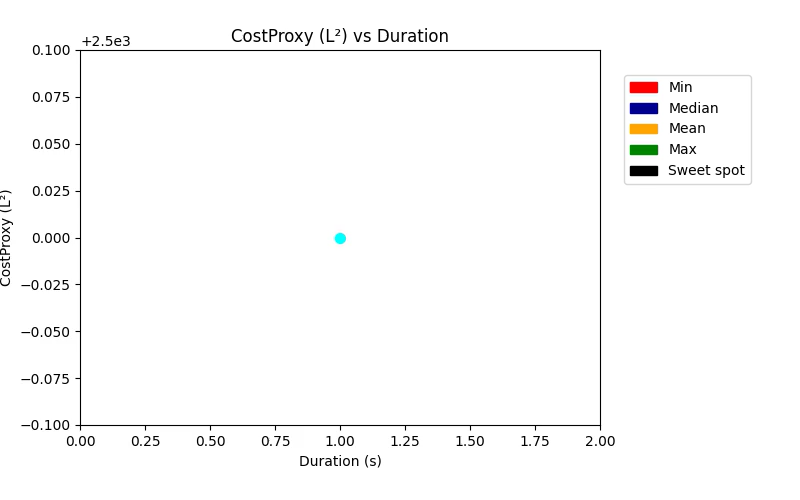 CostProxy (L²) vs Duration
+2.5e3
0.100
0.075
0.050
0.025
0.000
−0.025
−0.050
−0.075
−0.100
CostProxy (L²)
0.00 0.25 0.50 0.75 1.00 1.25 1.50 1.75 2.00
Duration (s)
Min
Median
Mean
Max
Sweet spot